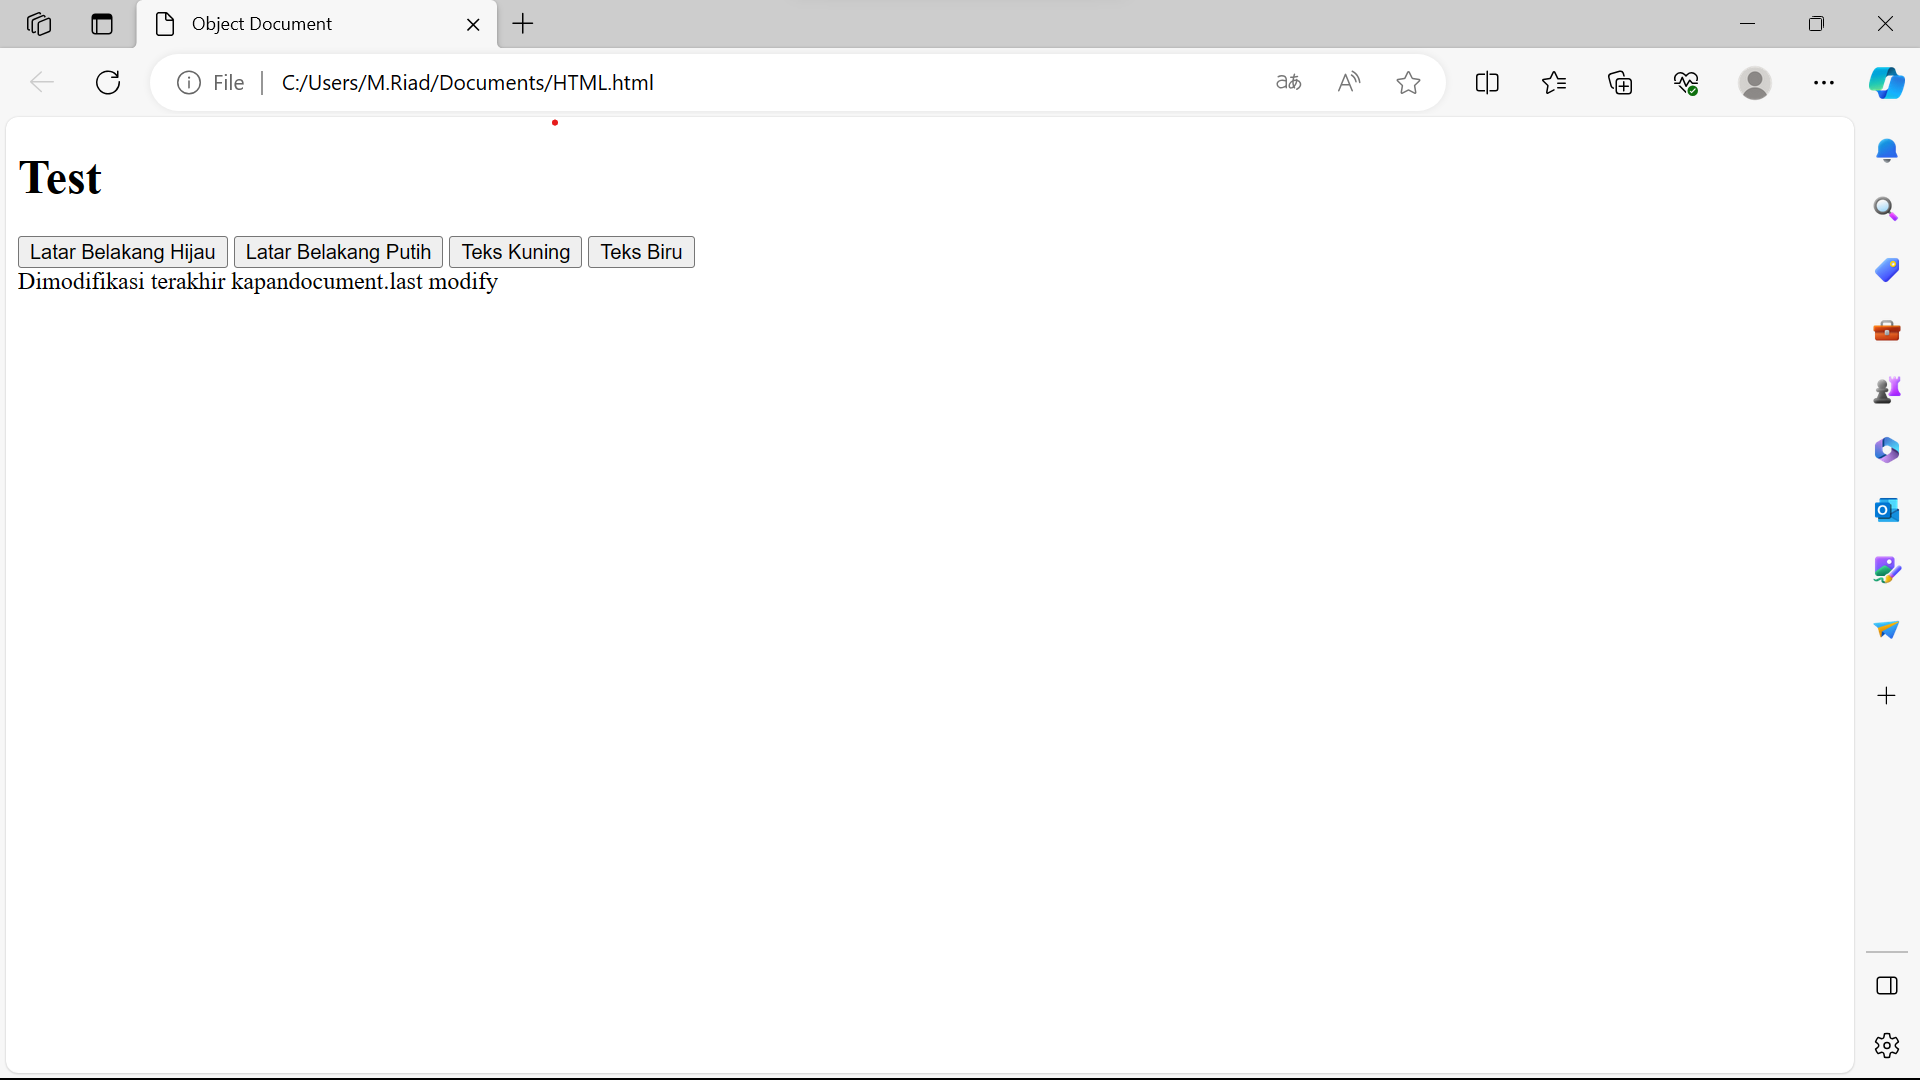 Object Document
File C:/Users/M.Riad/Documents/HTML.html
Test
Latar Belakang Hijau Latar Belakang Putih Teks Kuning Teks Biru
Dimodifikasi terakhir kapandocument.last modify